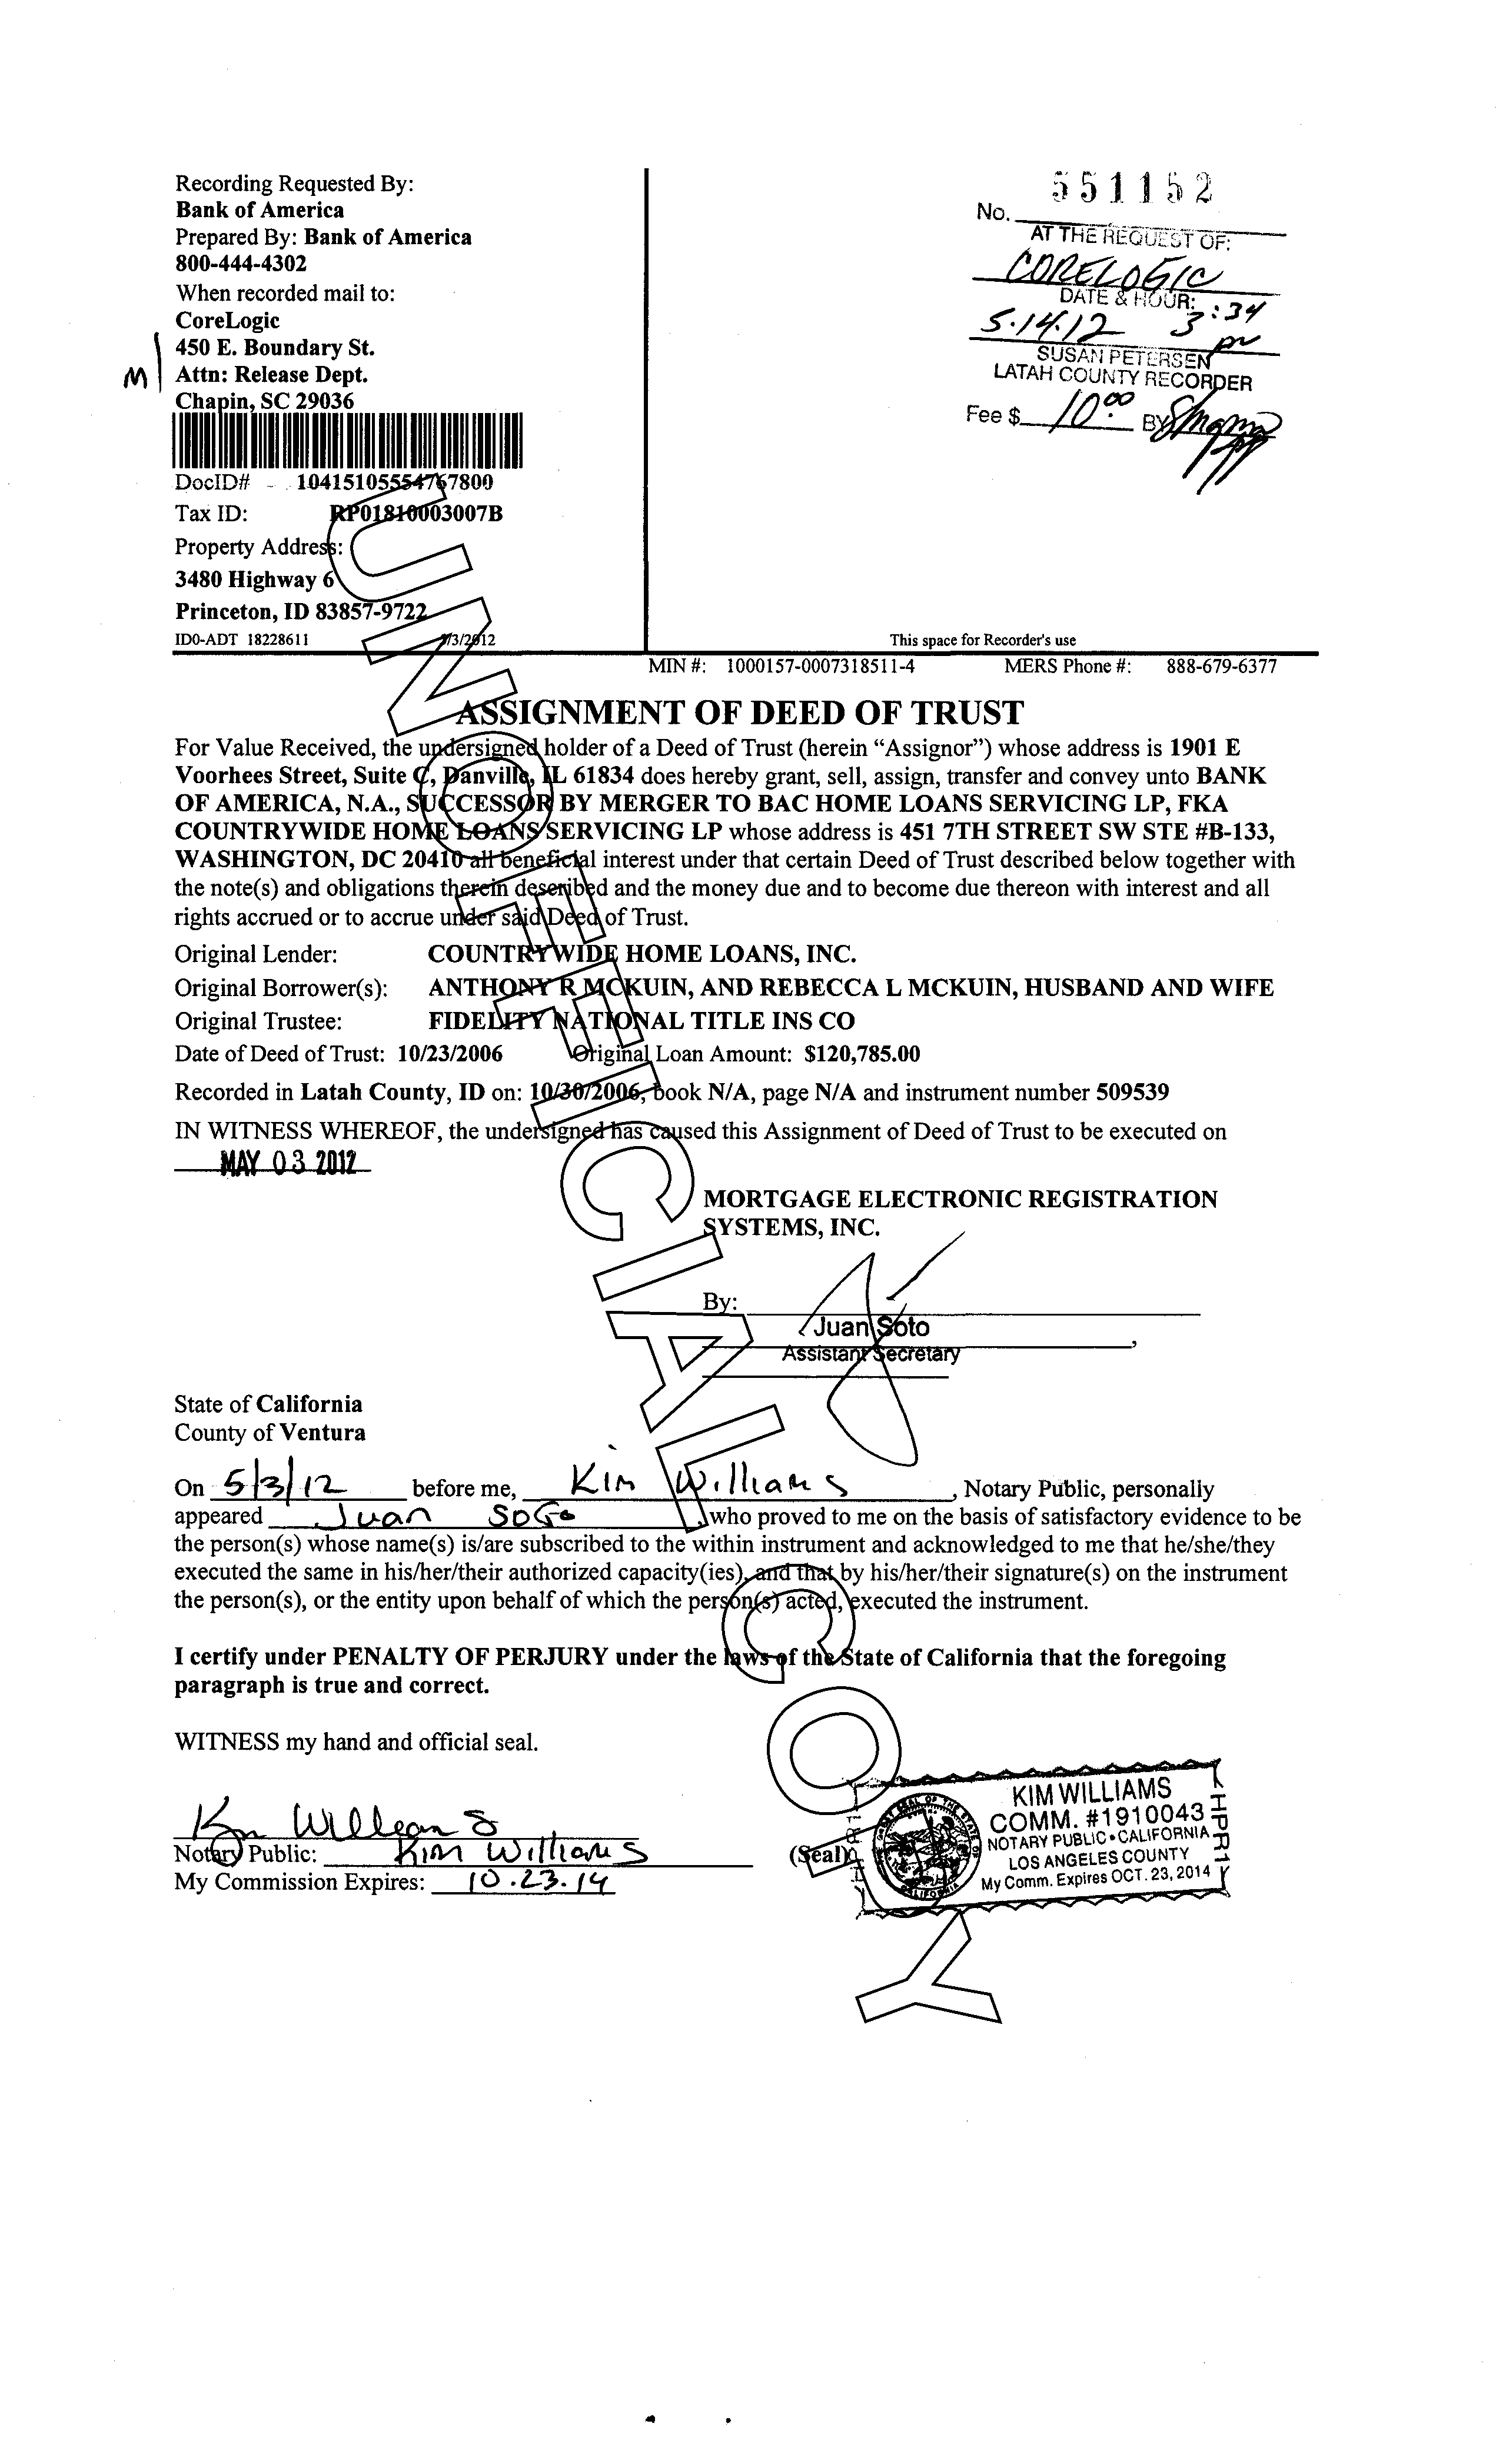 Recording Requested By:
Bank of America
Prepared By: Bank of America
800-444-4302
When recorded mail to:
CoreLogic
450 E. Boundary St.
M Attn: Release Dept.
Chapin, SC 29036
DocID# 10415105554767800
Tax ID: RP01810003007B
Property Address:
3480 Highway 6
Princeton, ID 83857-9722
ID0-ADT 18228611 /3/2012
551152
No.
AT THE REQUEST OF:
CORELOGIC
DATE & HOUR:
5.14.12 3:34
pm
SUSAN PETERSEN
LATAH COUNTY RECORDER
Fee $ 10.00 BY
This space for Recorder's use
MIN #: 1000157-0007318511-4 MERS Phone #: 888-679-6377
ASSIGNMENT OF DEED OF TRUST
For Value Received, the undersigned holder of a Deed of Trust (herein “Assignor”) whose address is 1901 E
Voorhees Street, Suite C, Danville, IL 61834 does hereby grant, sell, assign, transfer and convey unto BANK
OF AMERICA, N.A., SUCCESSOR BY MERGER TO BAC HOME LOANS SERVICING LP, FKA
COUNTRYWIDE HOME LOANS SERVICING LP whose address is 451 7TH STREET SW STE #B-133,
WASHINGTON, DC 20410 all beneficial interest under that certain Deed of Trust described below together with
the note(s) and obligations therein described and the money due and to become due thereon with interest and all
rights accrued or to accrue under said Deed of Trust.
Original Lender: COUNTRYWIDE HOME LOANS, INC.
Original Borrower(s): ANTHONY R MCKUIN, AND REBECCA L MCKUIN, HUSBAND AND WIFE
Original Trustee: FIDELITY NATIONAL TITLE INS CO
Date of Deed of Trust: 10/23/2006 Original Loan Amount: $120,785.00
Recorded in Latah County, ID on: 10/30/2006, book N/A, page N/A and instrument number 509539
IN WITNESS WHEREOF, the undersigned has caused this Assignment of Deed of Trust to be executed on
MAY 03 2012
MORTGAGE ELECTRONIC REGISTRATION
SYSTEMS, INC.
By:
Juan Soto
Assistant Secretary
State of California
County of Ventura
On 5/3/12 before me, Kim Williams, Notary Public, personally
appeared Juan Soto, who proved to me on the basis of satisfactory evidence to be
the person(s) whose name(s) is/are subscribed to the within instrument and acknowledged to me that he/she/they
executed the same in his/her/their authorized capacity(ies), and that by his/her/their signature(s) on the instrument
the person(s), or the entity upon behalf of which the person(s) acted, executed the instrument.
I certify under PENALTY OF PERJURY under the laws of the State of California that the foregoing
paragraph is true and correct.
WITNESS my hand and official seal.
Kim Williams
Notary Public: Kim Williams
My Commission Expires: 10.23.14
(Seal)
KIM WILLIAMS
COMM. #1910043
NOTARY PUBLIC • CALIFORNIA
LOS ANGELES COUNTY
My Comm. Expires OCT. 23, 2014
UNOFFICIAL COPY